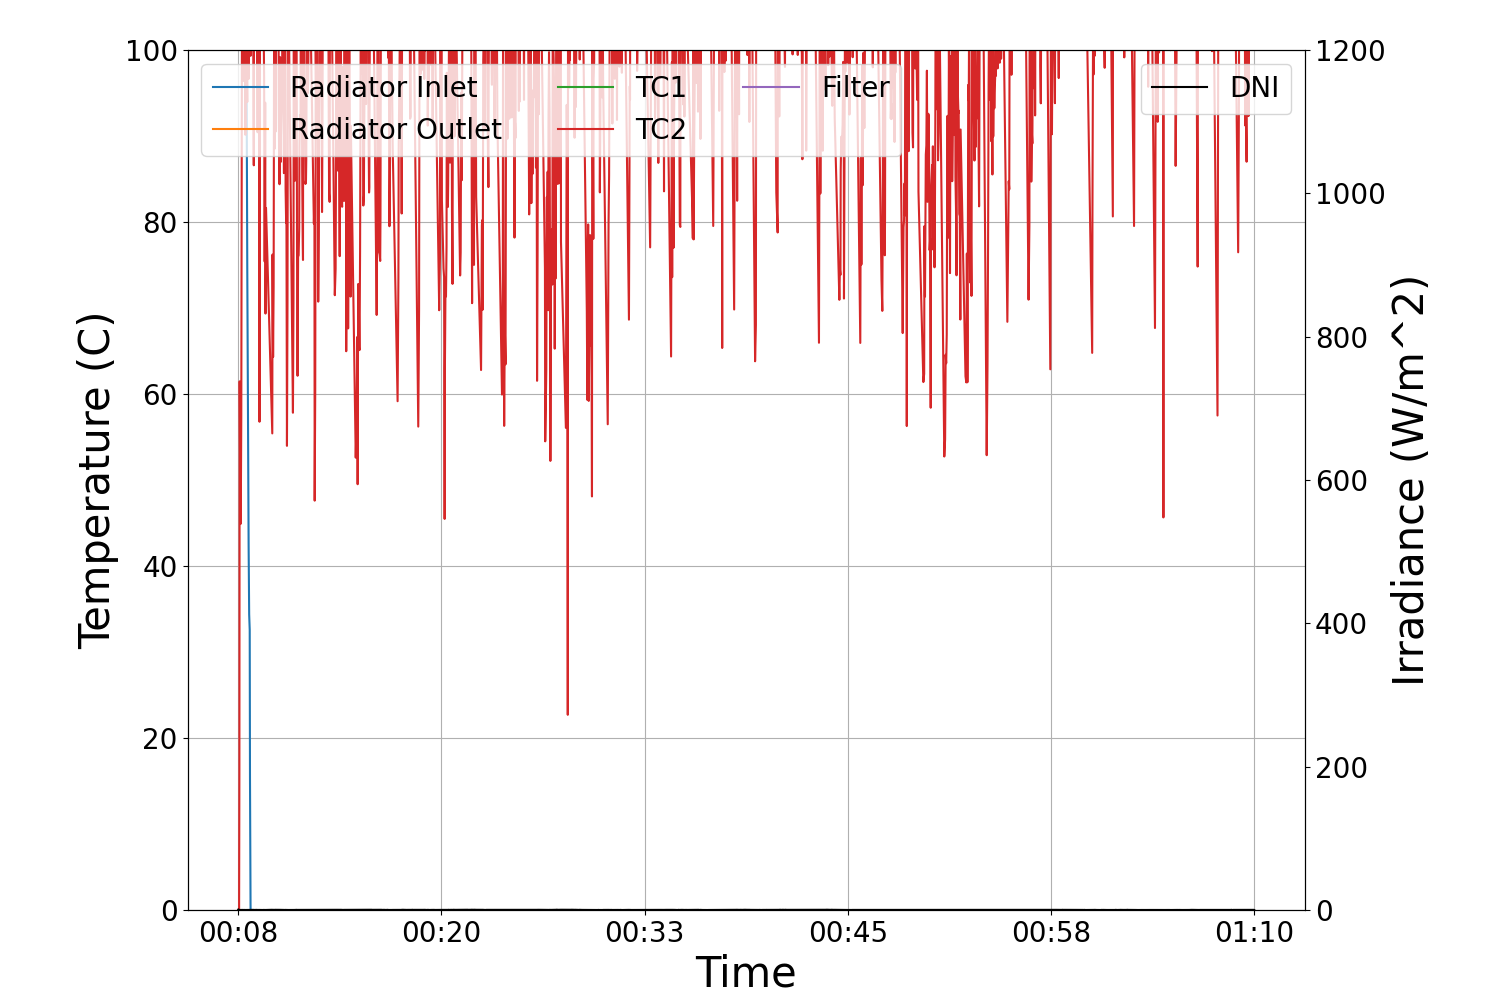 100
80
60
40
20
0
Temperature (C)
Radiator Inlet
Radiator Outlet
TC1
TC2
Filter
DNI
1200
1000
800
600
400
200
0
Irradiance (W/m^2)
00:08 00:20 00:33 00:45 00:58 01:10
Time